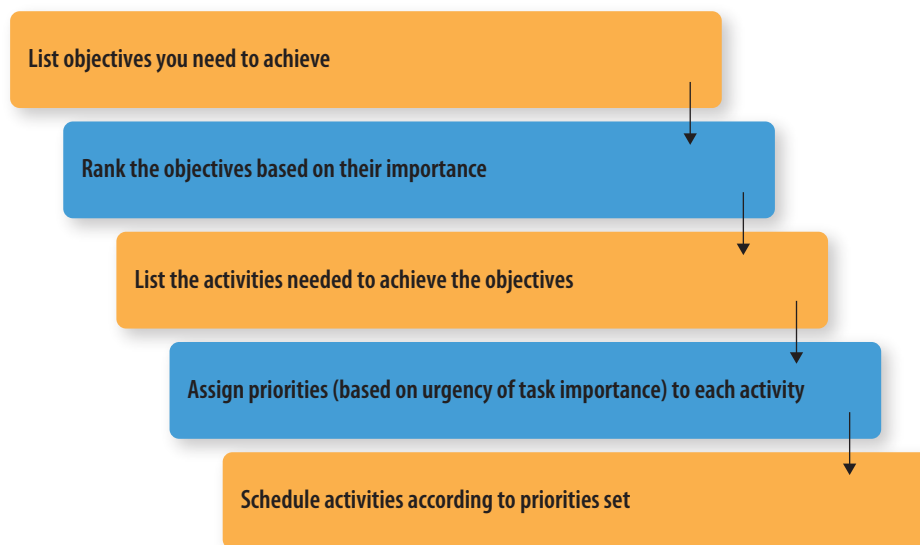 List objectives you need to achieve
Rank the objectives based on their importance
List the activities needed to achieve the objectives
Assign priorities (based on urgency of task importance) to each activity
Schedule activities according to priorities set